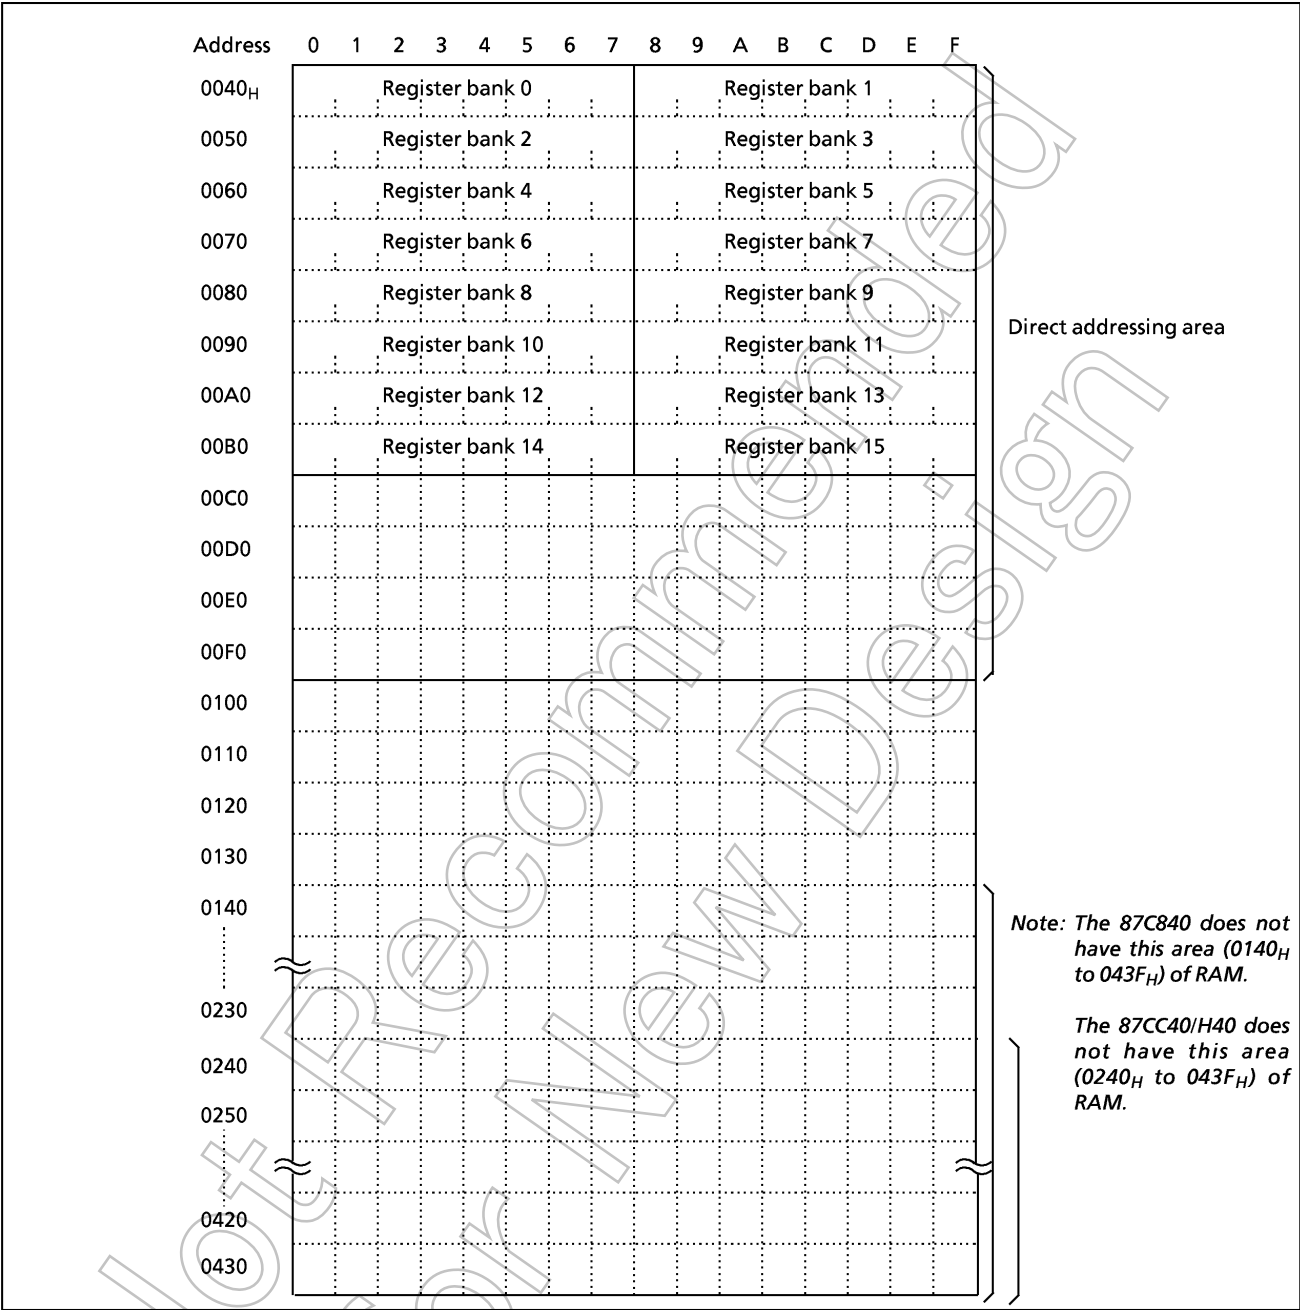 Address 0 1 2 3 4 5 6 7 8 9 A B C D E F
0040H Register bank 0 Register bank 1
0050 Register bank 2 Register bank 3
0060 Register bank 4 Register bank 5
0070 Register bank 6 Register bank 7
0080 Register bank 8 Register bank 9
Direct addressing area
0090 Register bank 10 Register bank 11
00A0 Register bank 12 Register bank 13
00B0 Register bank 14 Register bank 15
00C0
00D0
00E0
00F0
0100
0110
0120
0130
0140
Note: The 87C840 does not
have this area (0140H
to 043FH) of RAM.
0230
The 87CC40/H40 does
not have this area
(0240H to 043FH) of
RAM.
0240
0250
0420
0430
Not Recommended
for New Design